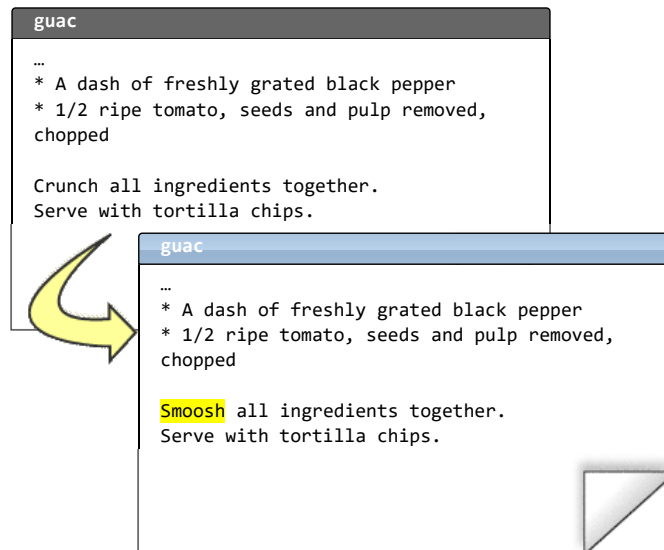 guac
…
* A dash of freshly grated black pepper
* 1/2 ripe tomato, seeds and pulp removed,
chopped
Crunch all ingredients together.
Serve with tortilla chips.
guac
…
* A dash of freshly grated black pepper
* 1/2 ripe tomato, seeds and pulp removed,
chopped
Smoosh all ingredients together.
Serve with tortilla chips.